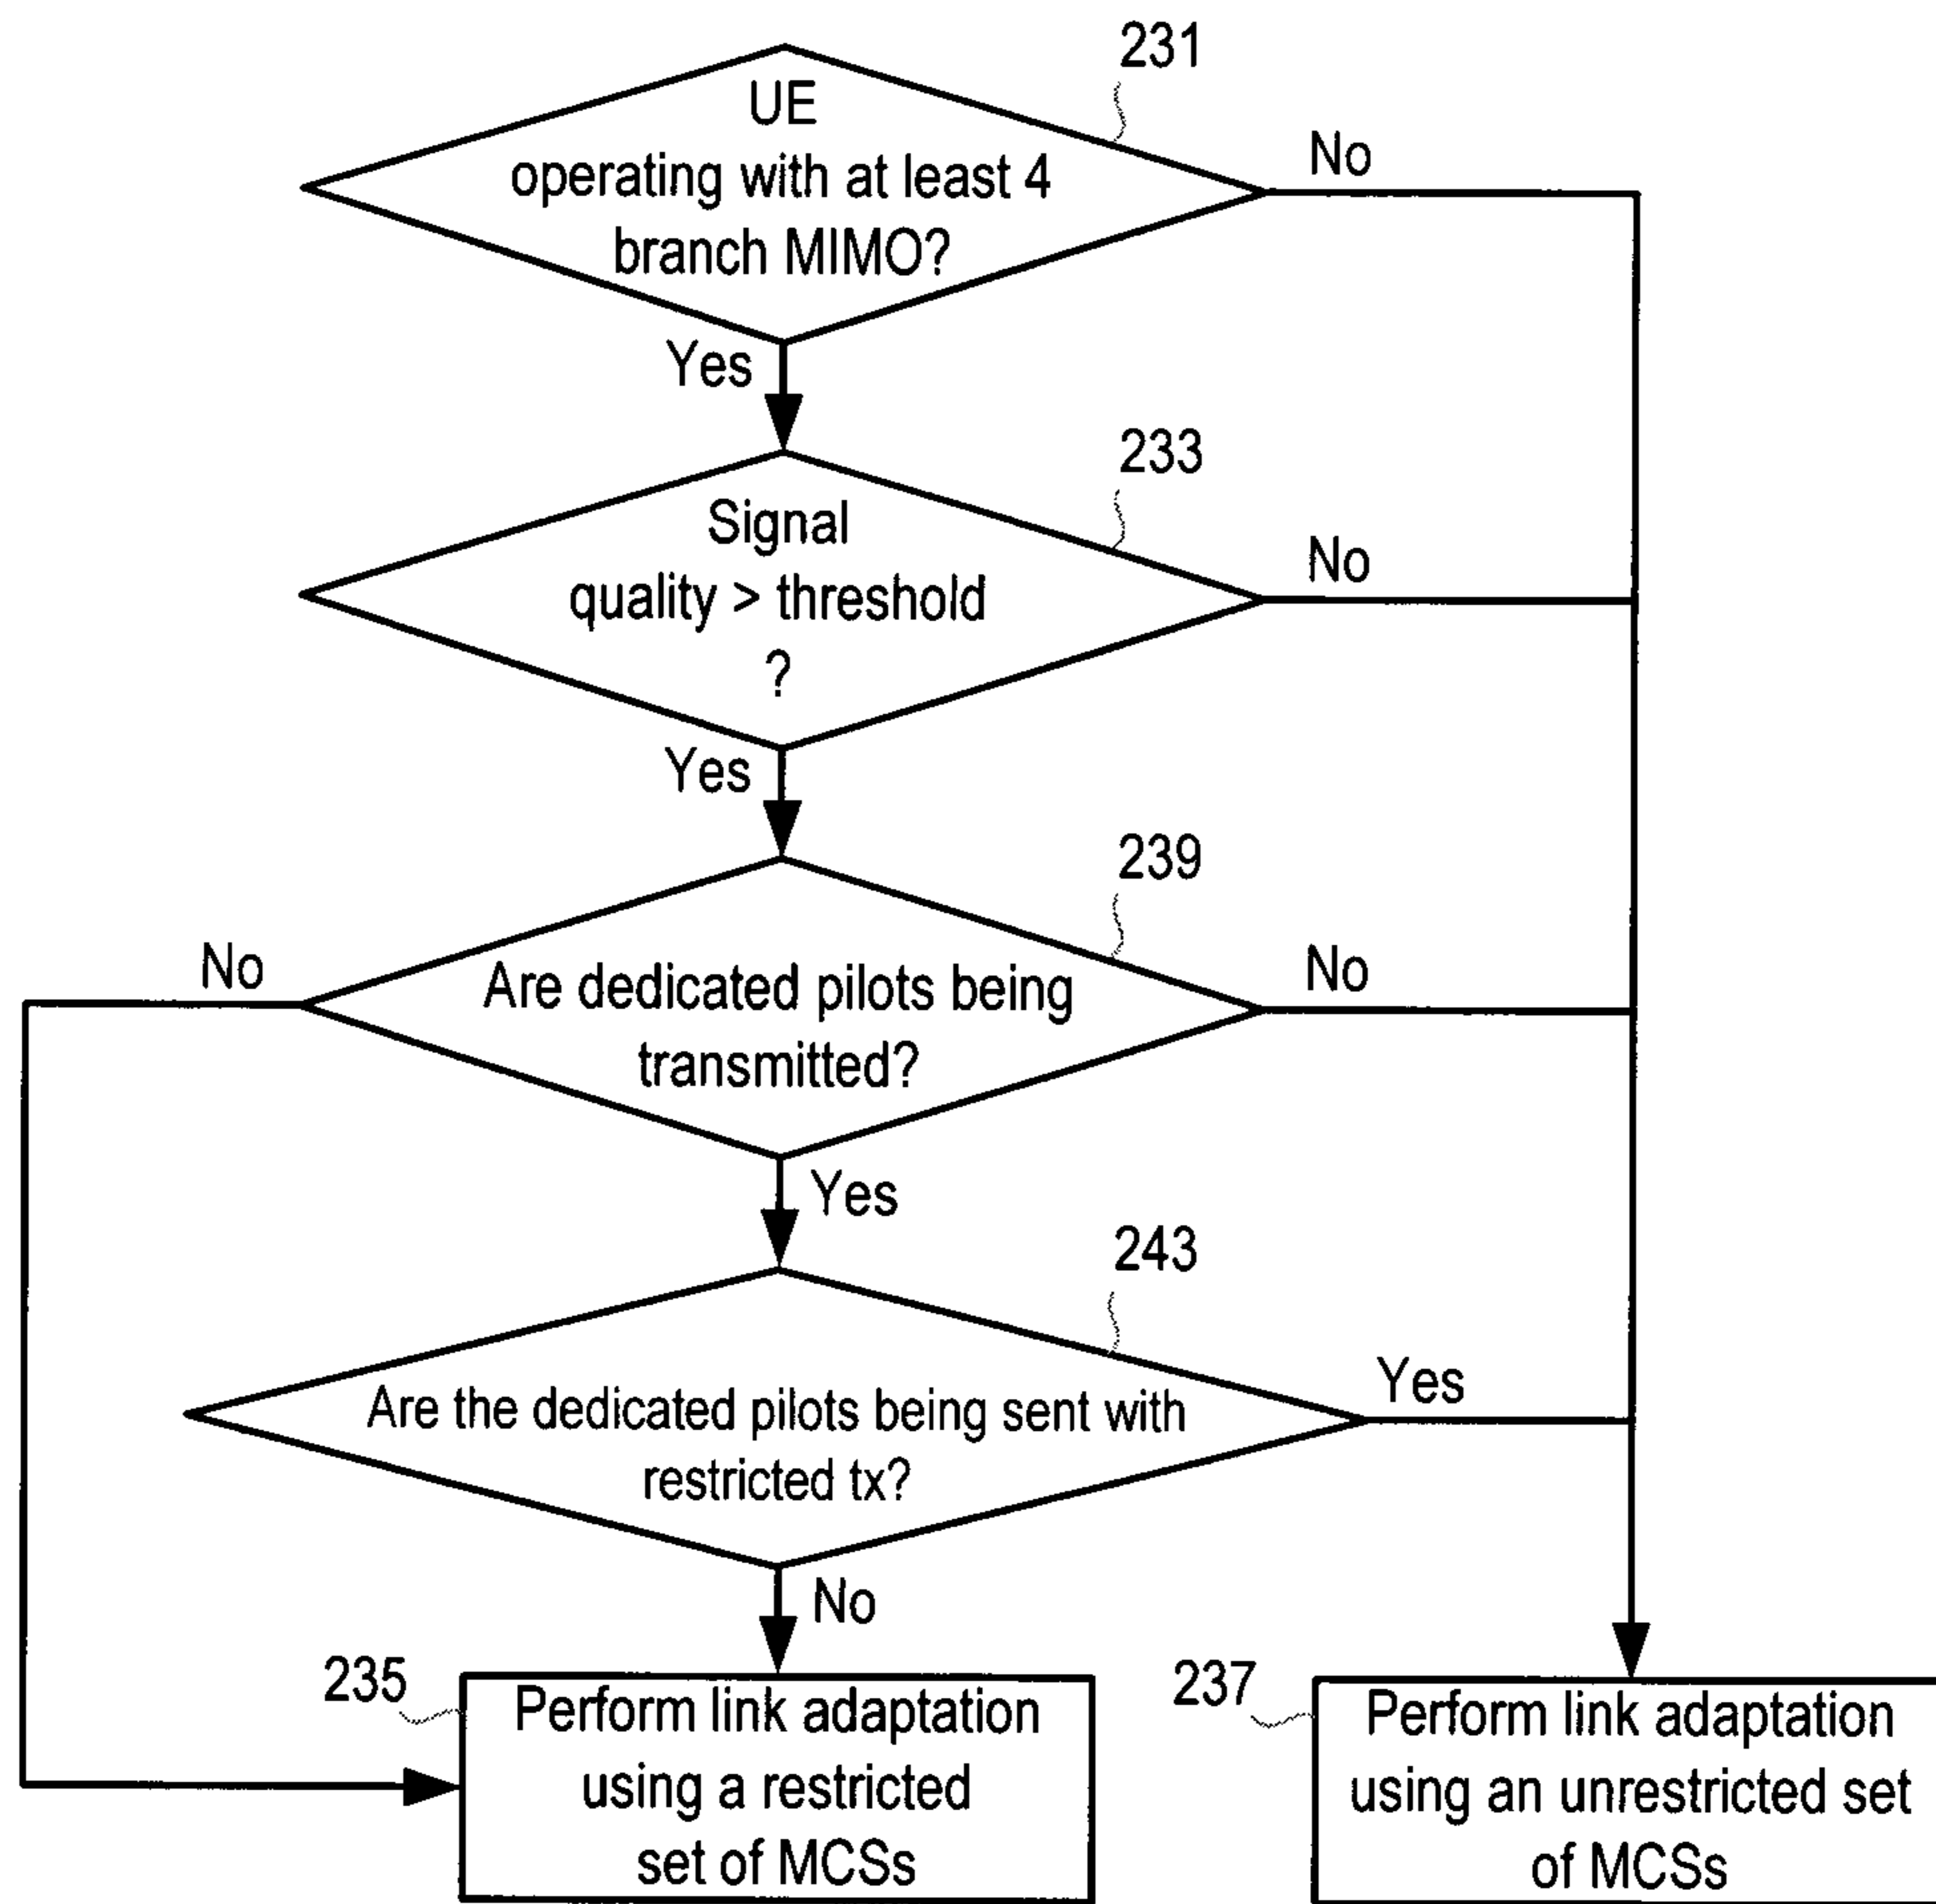 231
UE
operating with at least 4
branch MIMO?
No
Yes
233
Signal
quality > threshold
?
No
Yes
239
No
Are dedicated pilots being
transmitted?
No
Yes
243
Are the dedicated pilots being sent with
restricted tx?
Yes
No
235
Perform link adaptation
using a restricted
set of MCSs
237
Perform link adaptation
using an unrestricted set
of MCSs